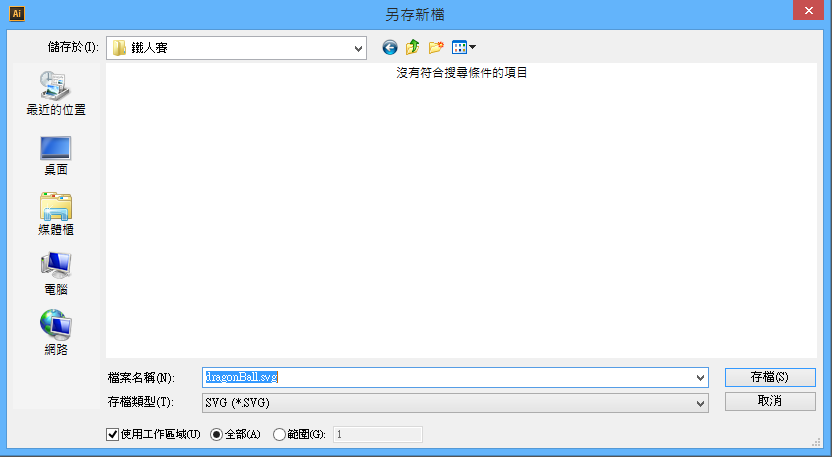 Ai
另存新檔
儲存於(I):
鐵人賽
沒有符合搜尋條件的項目
最近的位置
桌面
媒體櫃
電腦
網路
檔案名稱(N):
dragonBall.svg
存檔(S)
存檔類型(T):
SVG (*.SVG)
取消
使用工作區域(U)
全部(A)
範圍(G):
1